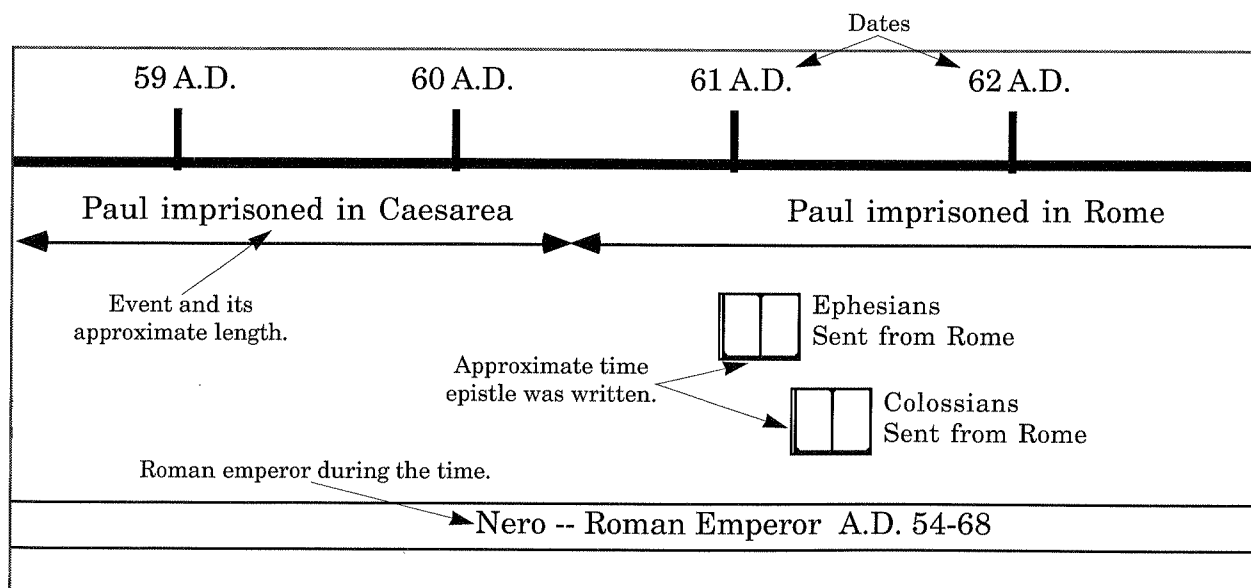 Dates
59 A.D. 60 A.D. 61 A.D. 62 A.D.
Paul imprisoned in Caesarea Paul imprisoned in Rome
Event and its
approximate length.
Ephesians
Sent from Rome
Approximate time
epistle was written.
Colossians
Sent from Rome
Roman emperor during the time.
Nero -- Roman Emperor A.D. 54-68